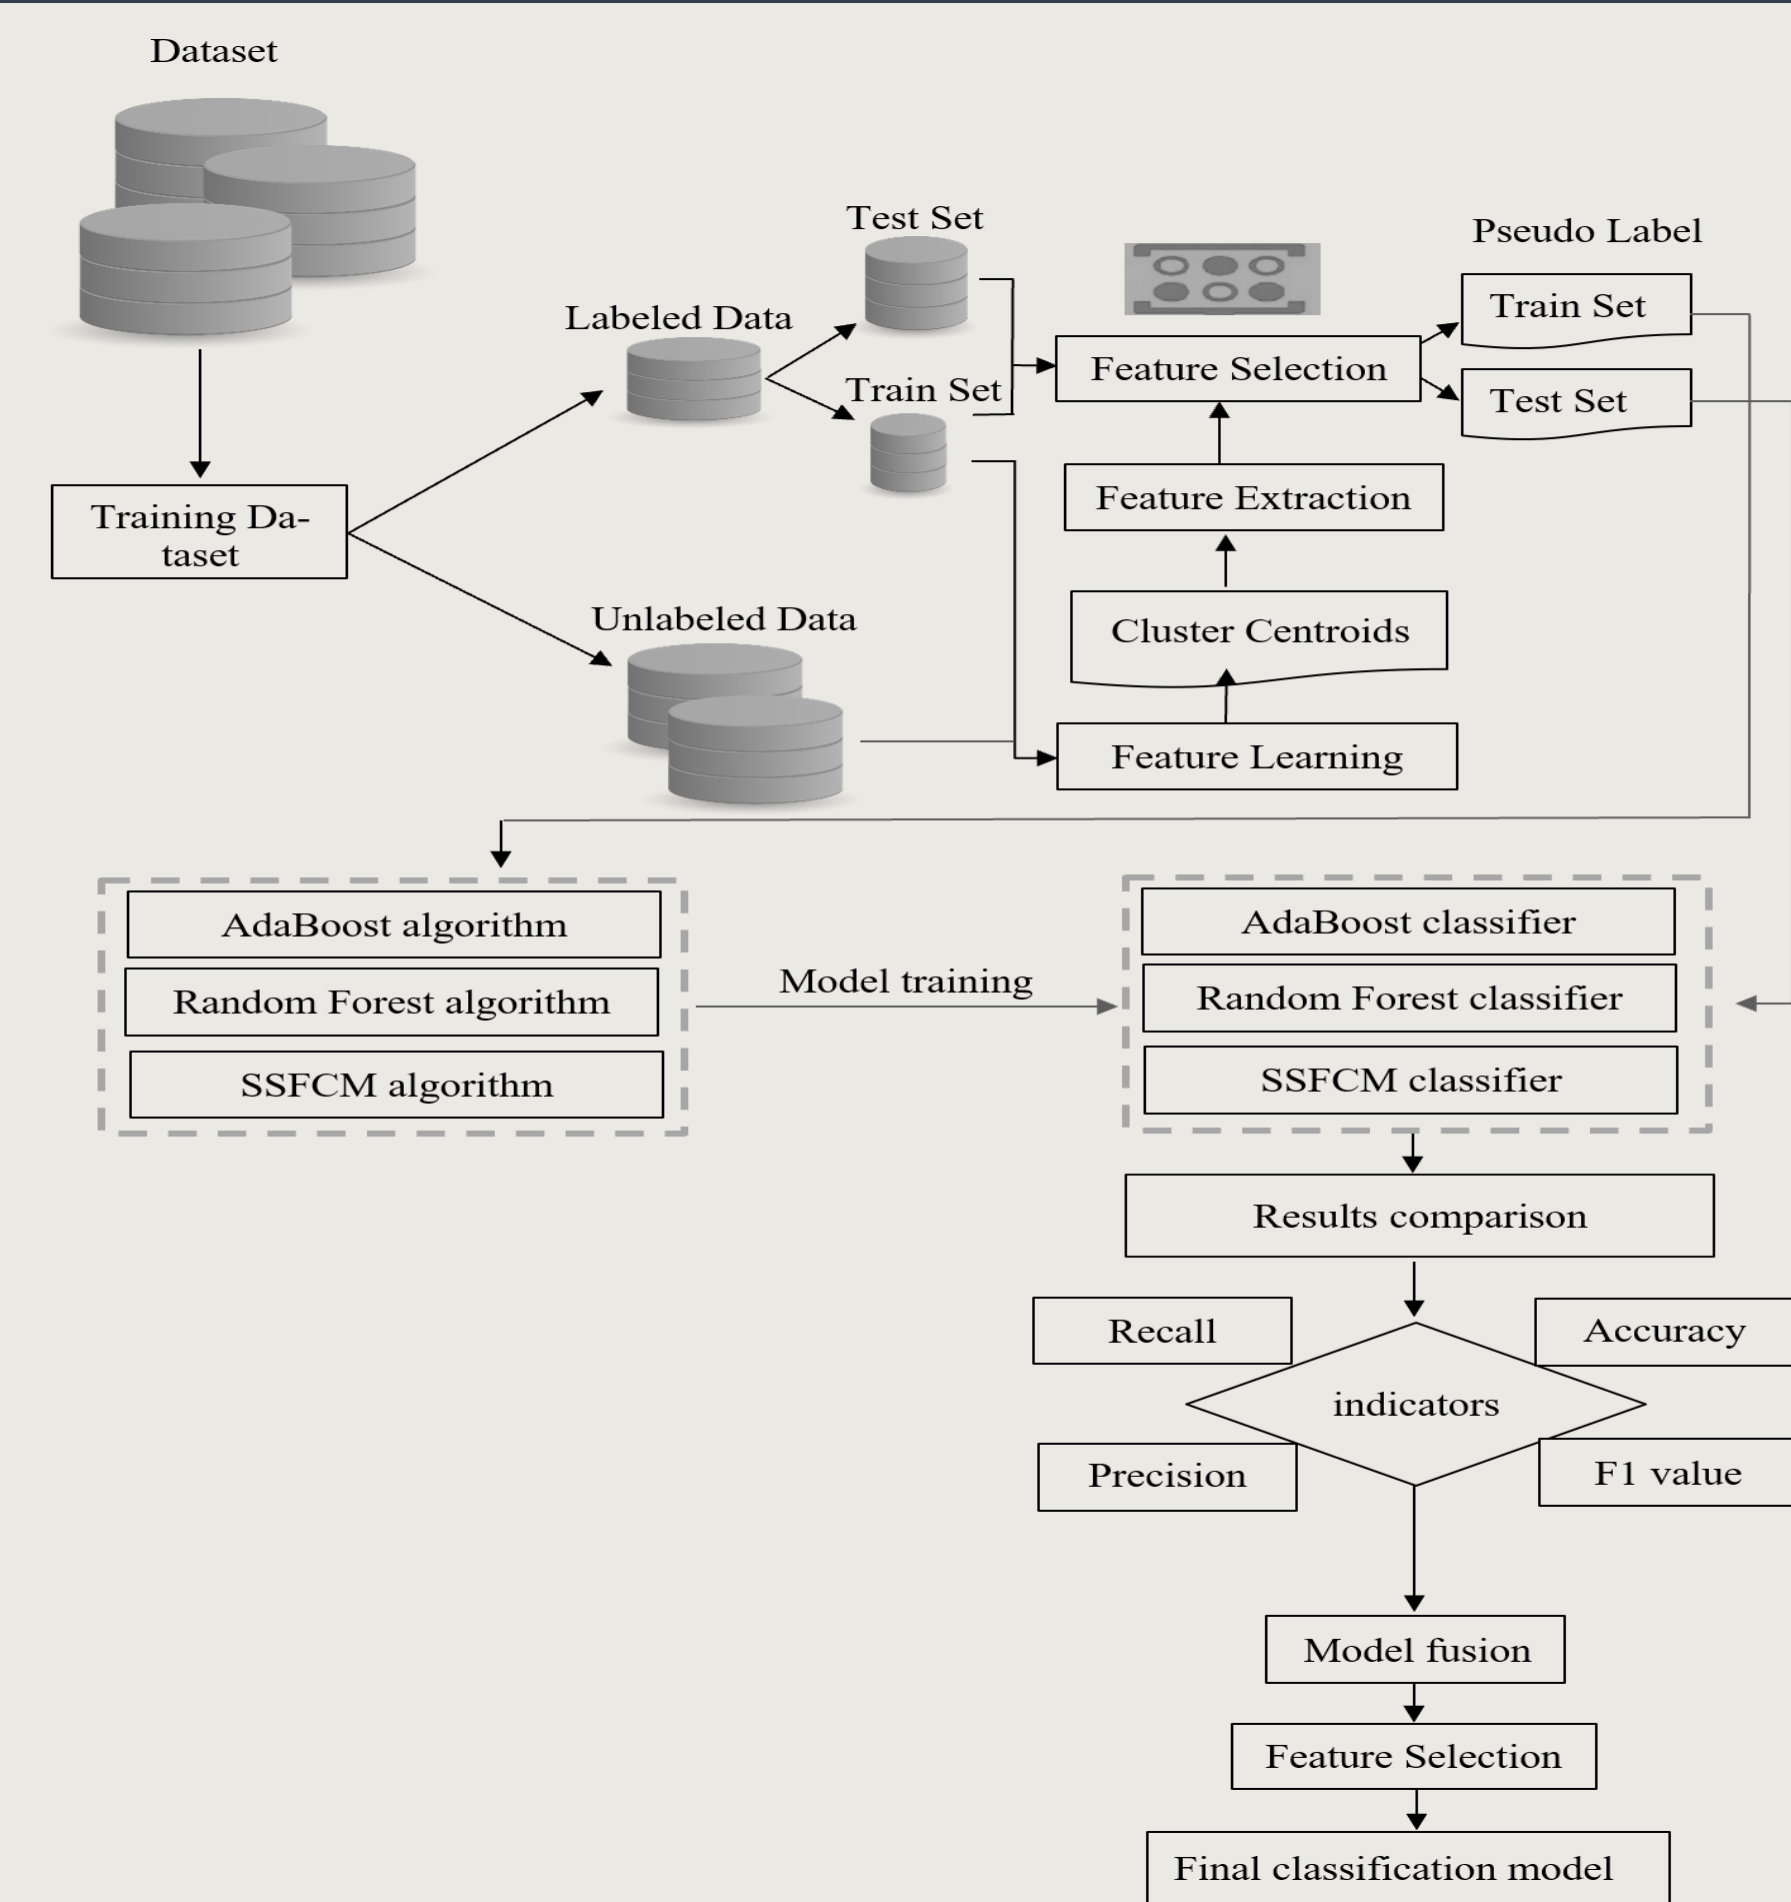 Dataset
Test Set
Pseudo Label
Labeled Data
Train Set
Train Set
Feature Selection
Test Set
Feature Extraction
Training Da-
taset
Unlabeled Data
Cluster Centroids
Feature Learning
AdaBoost algorithm
Random Forest algorithm
SSFCM algorithm
Model training
AdaBoost classifier
Random Forest classifier
SSFCM classifier
Results comparison
Recall
Accuracy
indicators
Precision
F1 value
Model fusion
Feature Selection
Final classification model